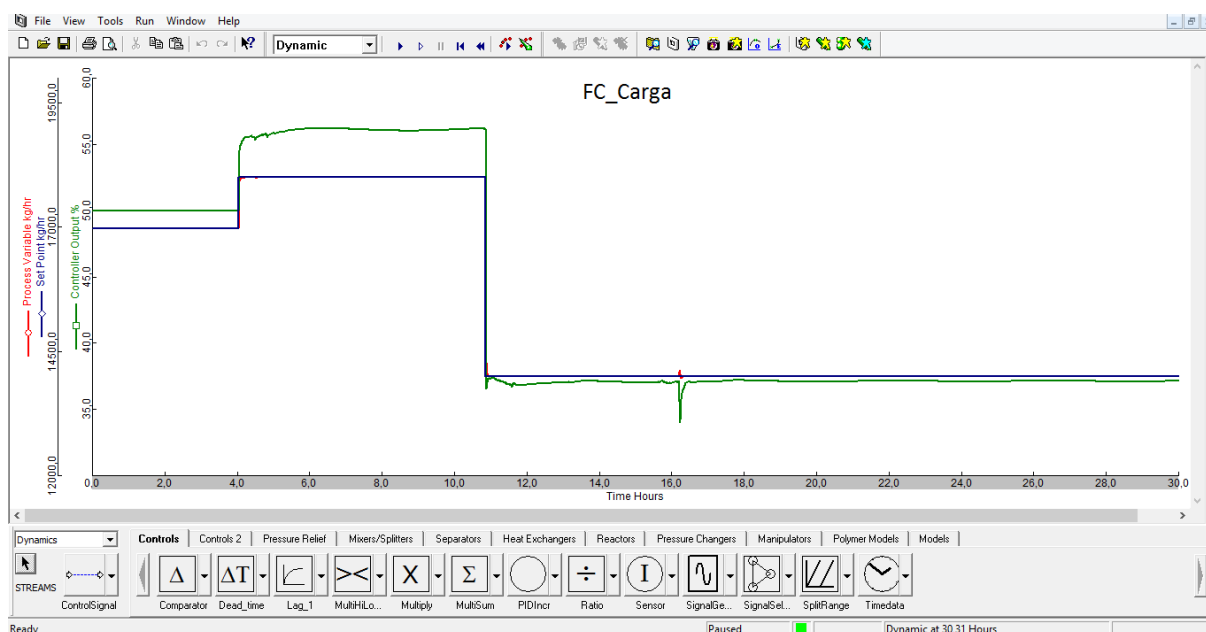 File View Tools Run Window Help
Dynamic
FC_Carga
Process Variable kg/hr
Set Point kg/hr
12000,0 14500,0 17000,0 19500,0
Controller Output %
35,0 40,0 45,0 50,0 55,0 60,0
0,0 2,0 4,0 6,0 8,0 10,0 12,0 14,0 16,0 18,0 20,0 22,0 24,0 26,0 28,0 30,0
Time Hours
Dynamics
Controls Controls 2 Pressure Relief Mixers/Splitters Separators Heat Exchangers Reactors Pressure Changers Manipulators Polymer Models Models
STREAMS
ControlSignal Comparator Dead_time Lag_1 MultiHiLo... Multiply MultiSum PIDIncr Ratio Sensor SignalGe... SignalSel... SplitRange Timedata
Ready Paused Dynamic at 30.31 Hours